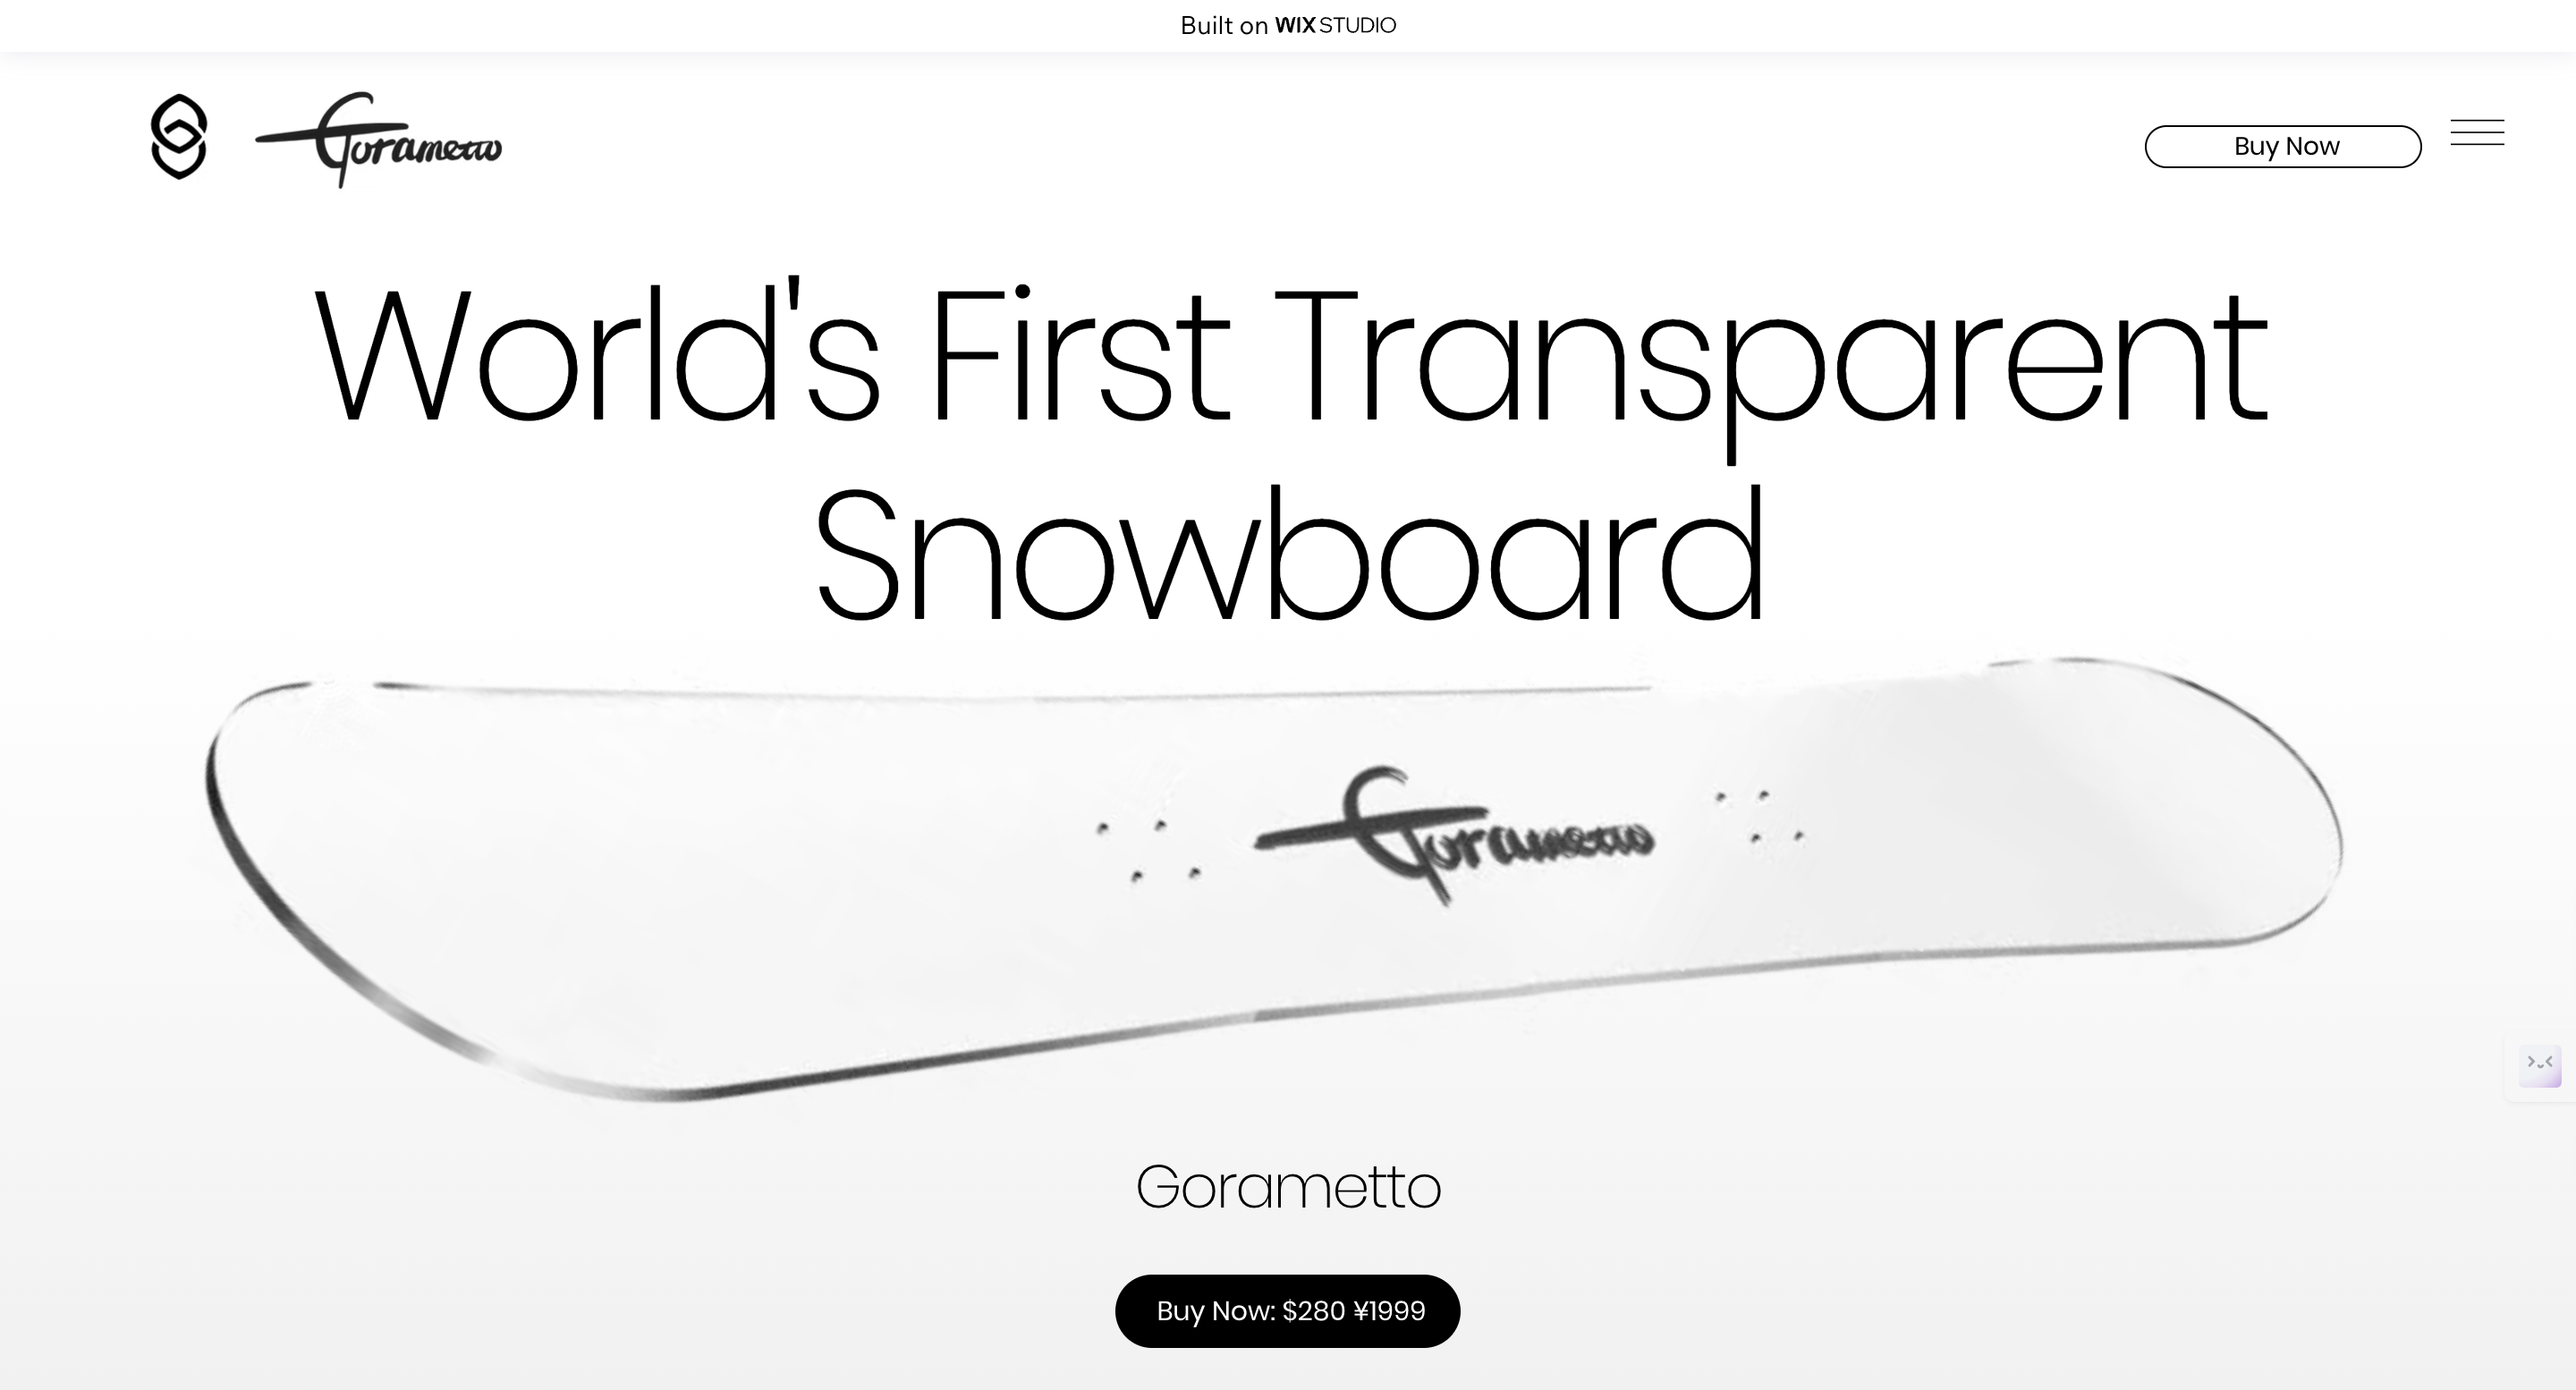 Built on WIX STUDIO
Gorametto
Buy Now
World's First Transparent
Snowboard
Gorametto
Gorametto
Buy Now: $280 ¥1999